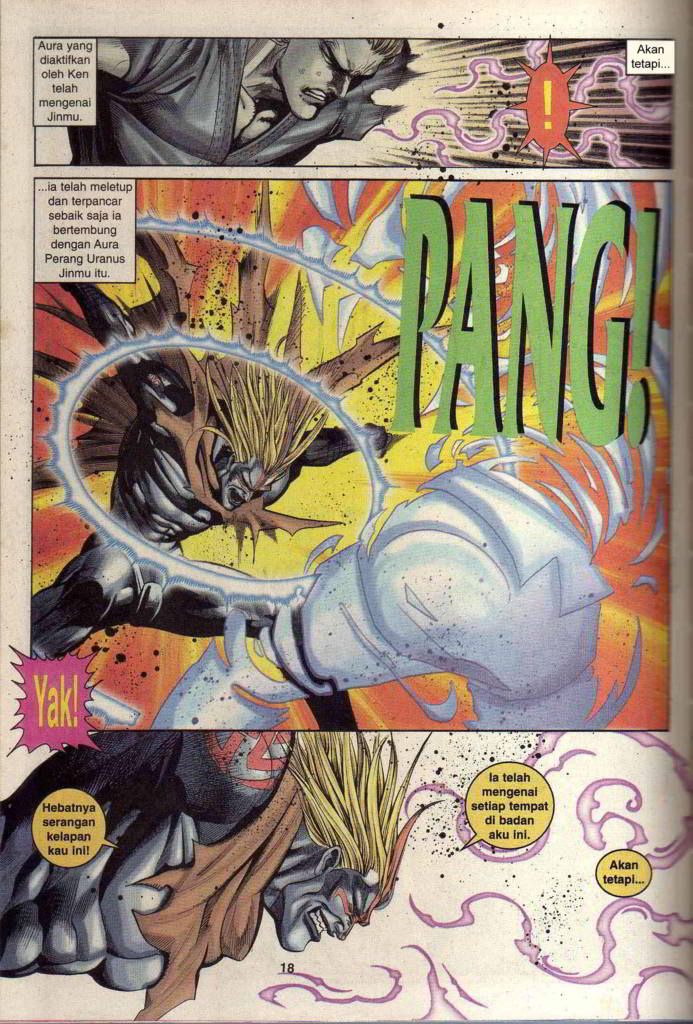 Aura yang
diaktifkan
oleh Ken
telah
mengenai
Jinmu.
!
Akan
tetapi...
...ia telah meletup
dan terpancar
sebaik saja ia
bertembung
dengan Aura
Perang Uranus
Jinmu itu.
PANG!
Yak!
Hebatnya
serangan
kelapan
kau ini!
Ia telah
mengenai
setiap tempat
di badan
aku ini.
Akan
tetapi...
18